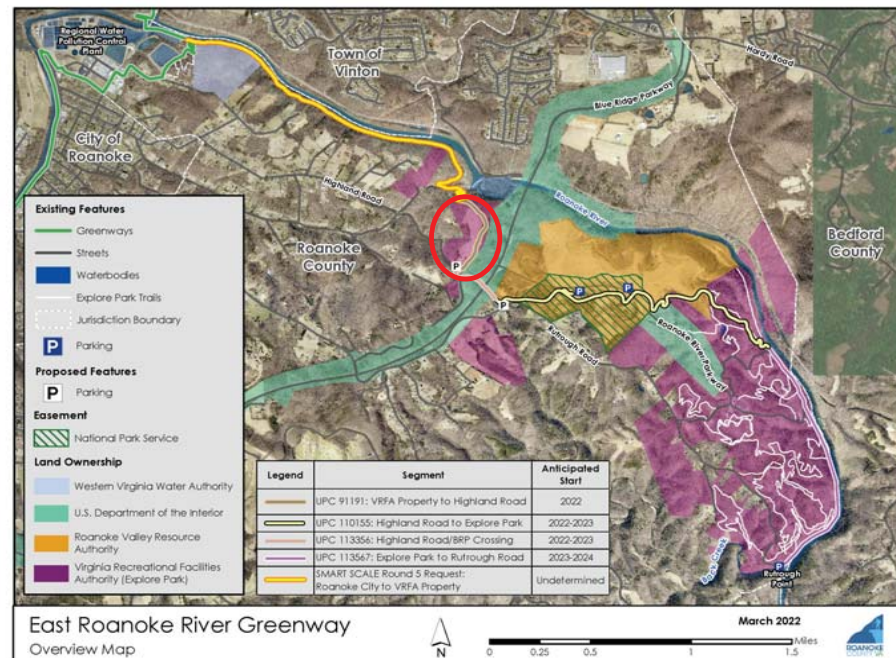 Regional Water
Pollution Control
Plant
Town of
Vinton
Hardy Road
Blue Ridge Parkway
City of
Roanoke
Highland Road
Roanoke River
Bedford
County
Roanoke
County
P
P
P
P
Rutrough Road
Roanoke River Parkway
Back Creek
P
Rutrough
Point
Existing Features
Greenways
Streets
Waterbodies
Explore Park Trails
Jurisdiction Boundary
P Parking
Proposed Features
P Parking
Easement
National Park Service
Land Ownership
Western Virginia Water Authority
U.S. Department of the Interior
Roanoke Valley Resource
Authority
Virginia Recreational Facilities
Authority (Explore Park)
Legend Segment Anticipated
Start
UPC 91191: VRFA Property to Highland Road 2022
UPC 110155: Highland Road to Explore Park 2022-2023
UPC 113356: Highland Road/BRP Crossing 2022-2023
UPC 113567: Explore Park to Rutrough Road 2023-2024
SMART SCALE Round 5 Request:
Roanoke City to VRFA Property Undetermined
East Roanoke River Greenway
Overview Map
N
March 2022
Miles
0 0.25 0.5 1 1.5
ROANOKE
COUNTY VA